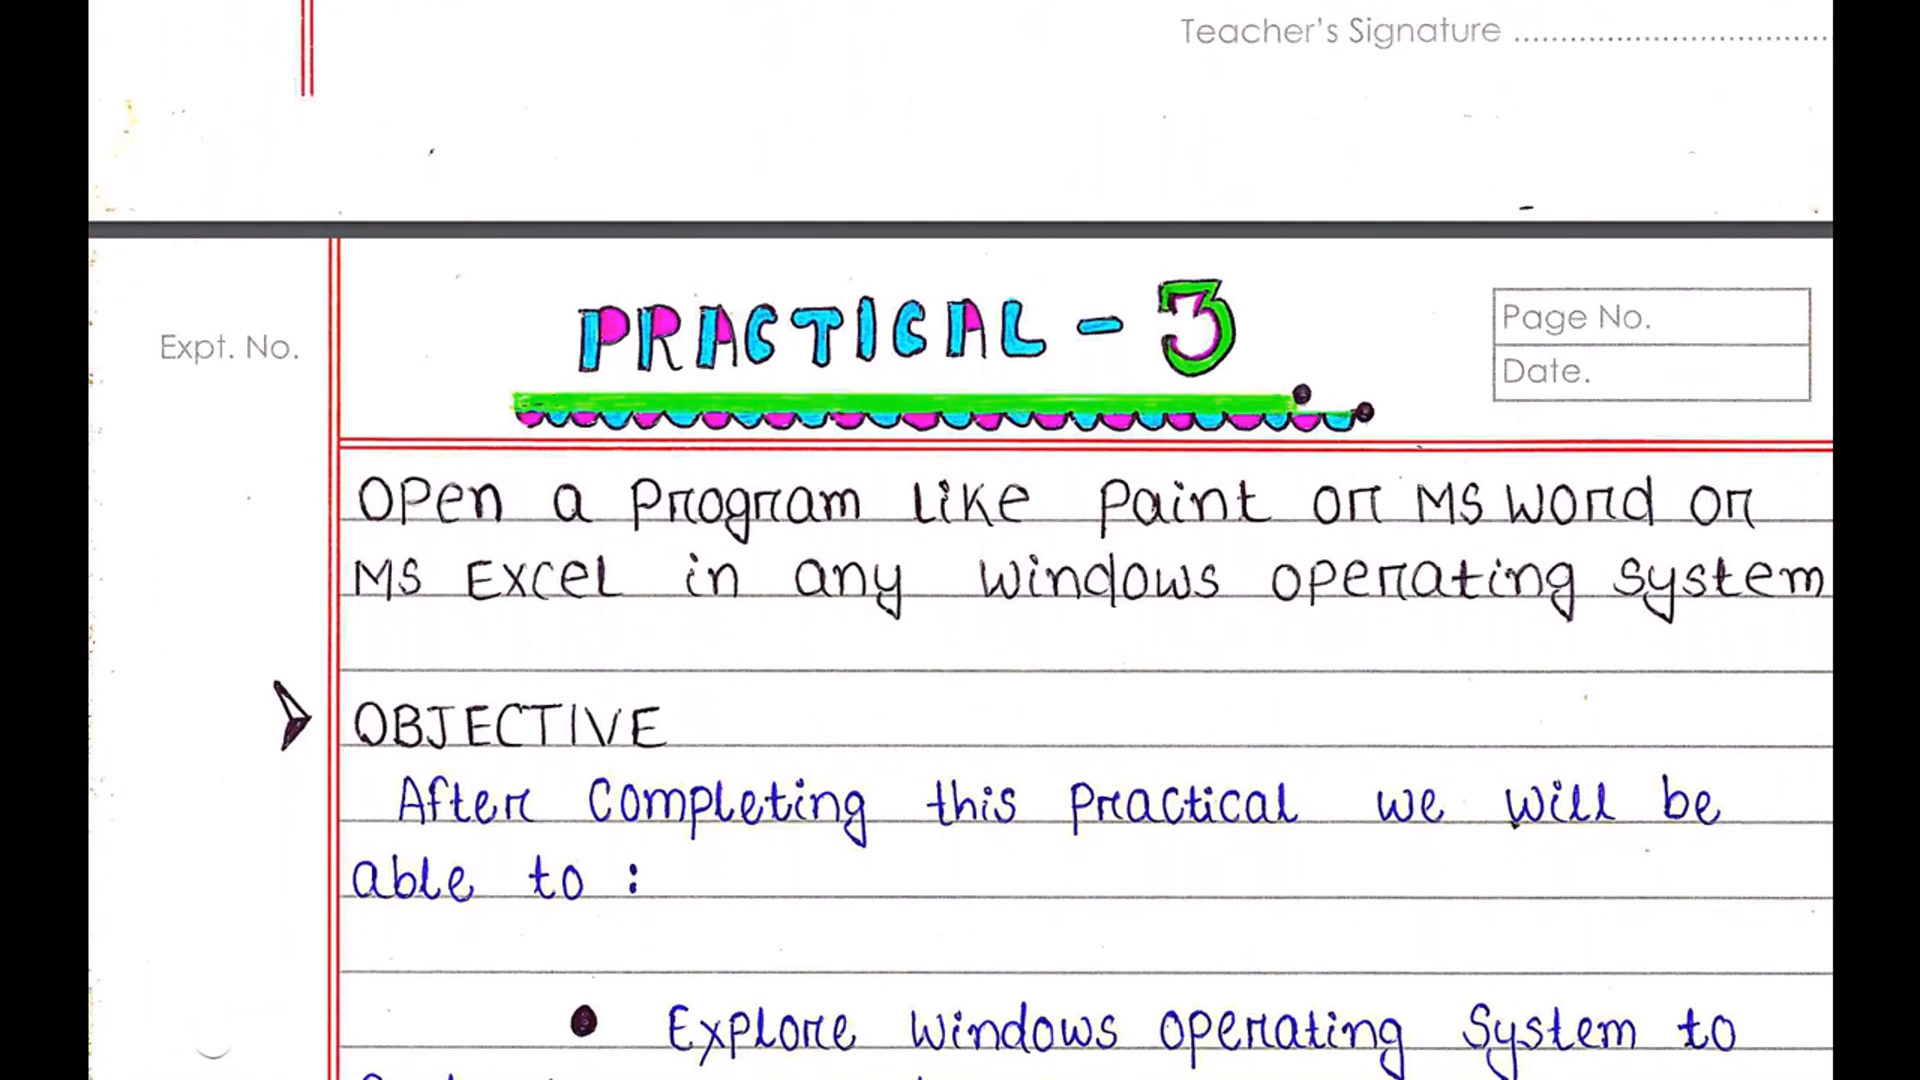 Teacher's Signature ..................................
Expt. No.
PRACTICAL - 3
Page No.
Date.
Open a program like paint or MS Word or
MS Excel in any windows operating system
OBJECTIVE
After completing this practical we will be
able to :
• Explore windows operating system to